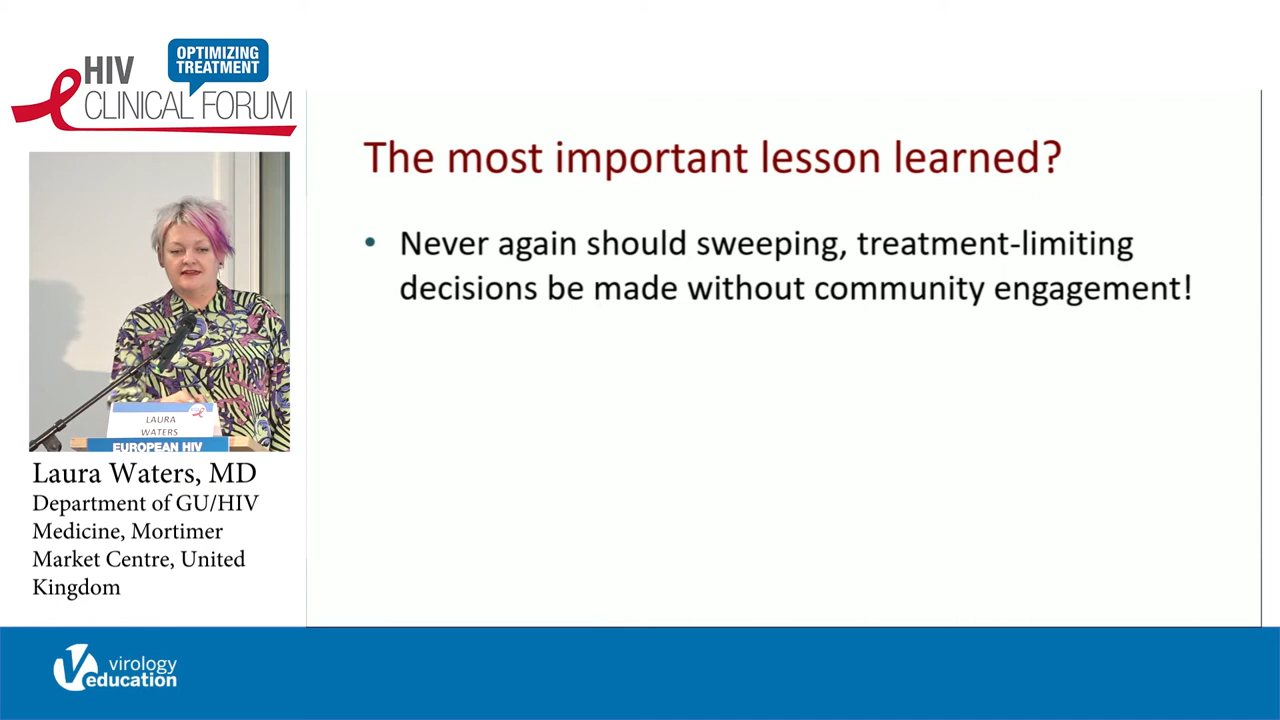 OPTIMIZING
TREATMENT
HIV
CLINICAL FORUM
The most important lesson learned?
• Never again should sweeping, treatment-limiting
decisions be made without community engagement!
LAURA
WATERS
EUROPEAN HIV
Laura Waters, MD
Department of GU/HIV
Medicine, Mortimer
Market Centre, United
Kingdom
virology
education